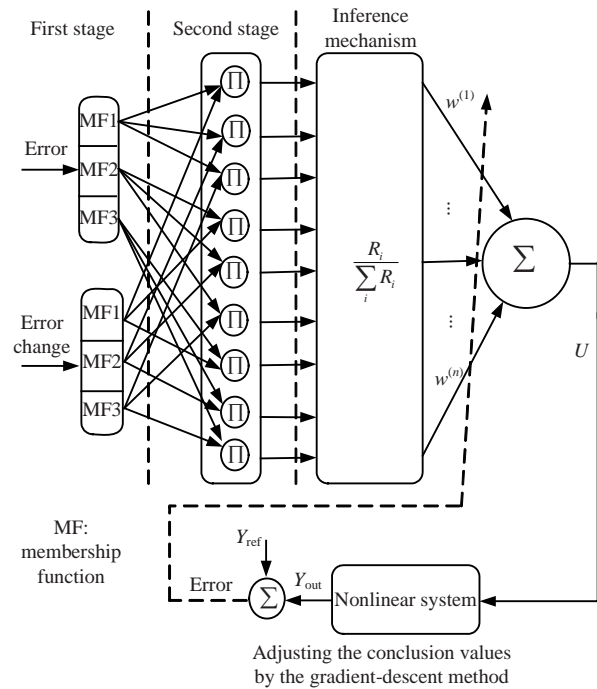 First stage
Second stage
Inference
mechanism
Error
MF1
MF2
MF3
Error
change
MF1
MF2
MF3
∏
∏
∏
∏
∏
∏
∏
∏
∏
R_i
∑_i R_i
w^(1)
...
...
w^(n)
∑
U
MF:
membership
function
Y_ref
Error
∑
Y_out
Nonlinear system
Adjusting the conclusion values
by the gradient-descent method